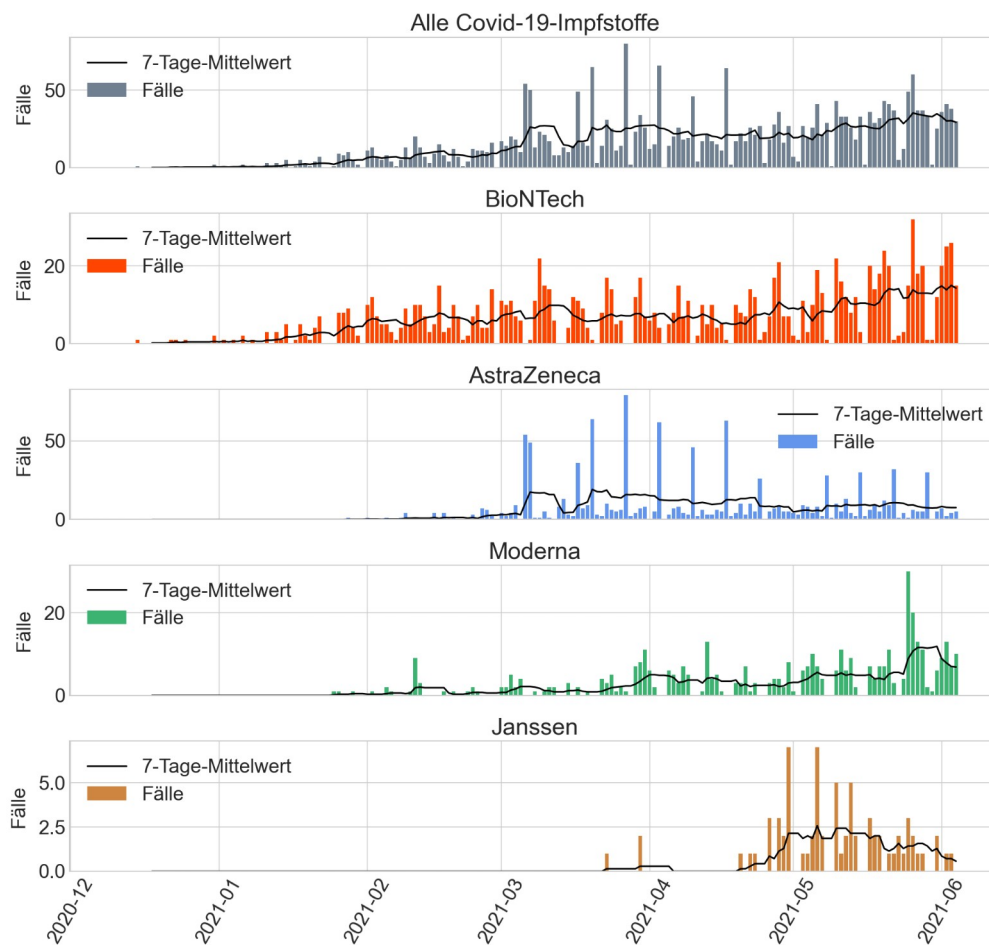 Alle Covid-19-Impfstoffe
7-Tage-Mittelwert
Fälle
Fälle
50
0
BioNTech
7-Tage-Mittelwert
Fälle
Fälle
20
0
AstraZeneca
7-Tage-Mittelwert
Fälle
Fälle
50
0
Moderna
7-Tage-Mittelwert
Fälle
Fälle
20
0
Janssen
7-Tage-Mittelwert
Fälle
Fälle
5.0
2.5
0.0
2020-12
2021-01
2021-02
2021-03
2021-04
2021-05
2021-06